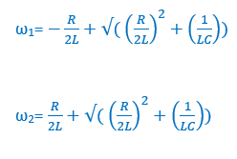 ω₁= − R/2L + √( (R/2L)² + (1/LC))
ω₂= R/2L + √( (R/2L)² + (1/LC))